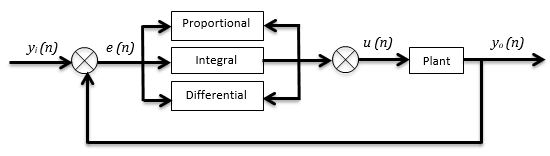 Proportional
yᵢ(n)
e (n)
Integral
u (n)
Plant
yₒ(n)
Differential